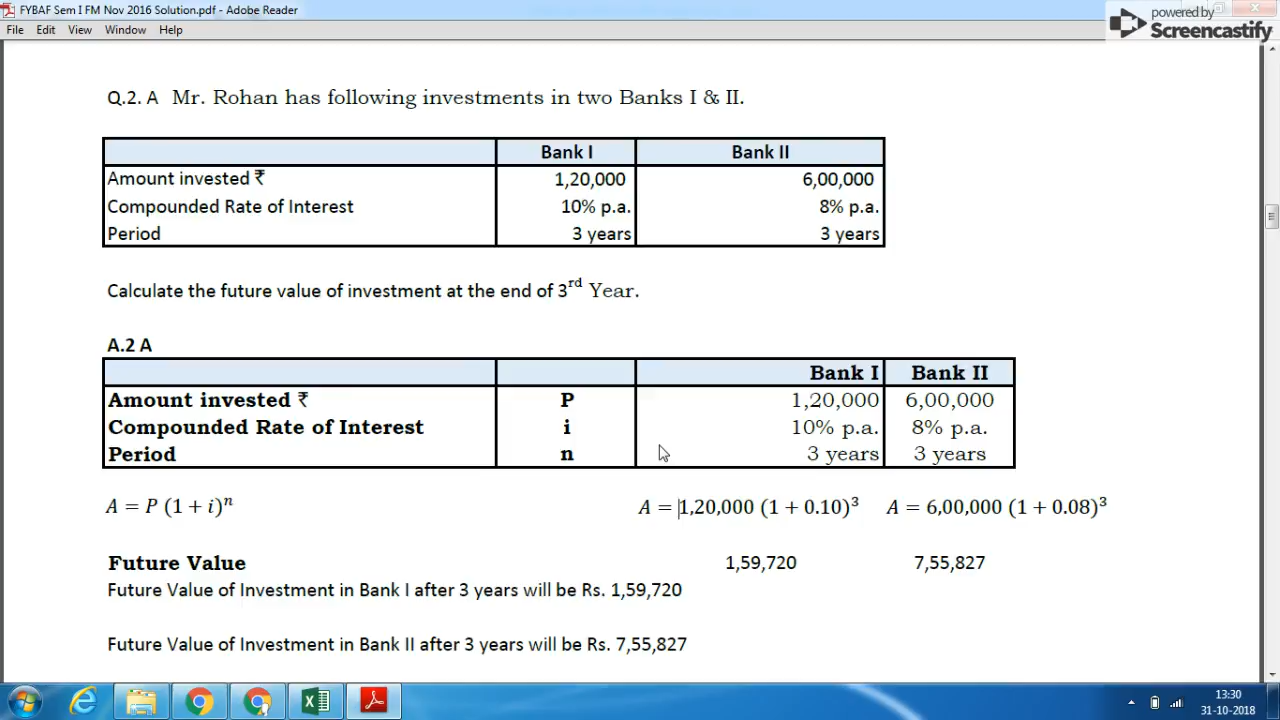 FYBAF Sem I FM Nov 2016 Solution.pdf - Adobe Reader
powered by
Screencastify
File Edit View Window Help
Q.2. A Mr. Rohan has following investments in two Banks I & II.
Bank I Bank II
Amount invested ₹ 1,20,000 6,00,000
Compounded Rate of Interest 10% p.a. 8% p.a.
Period 3 years 3 years
Calculate the future value of investment at the end of 3rd Year.
A.2 A
Bank I Bank II
Amount invested ₹ P 1,20,000 6,00,000
Compounded Rate of Interest i 10% p.a. 8% p.a.
Period n 3 years 3 years
A = P (1 + i)ⁿ A = 1,20,000 (1 + 0.10)³ A = 6,00,000 (1 + 0.08)³
Future Value 1,59,720 7,55,827
Future Value of Investment in Bank I after 3 years will be Rs. 1,59,720
Future Value of Investment in Bank II after 3 years will be Rs. 7,55,827
13:30
31-10-2018